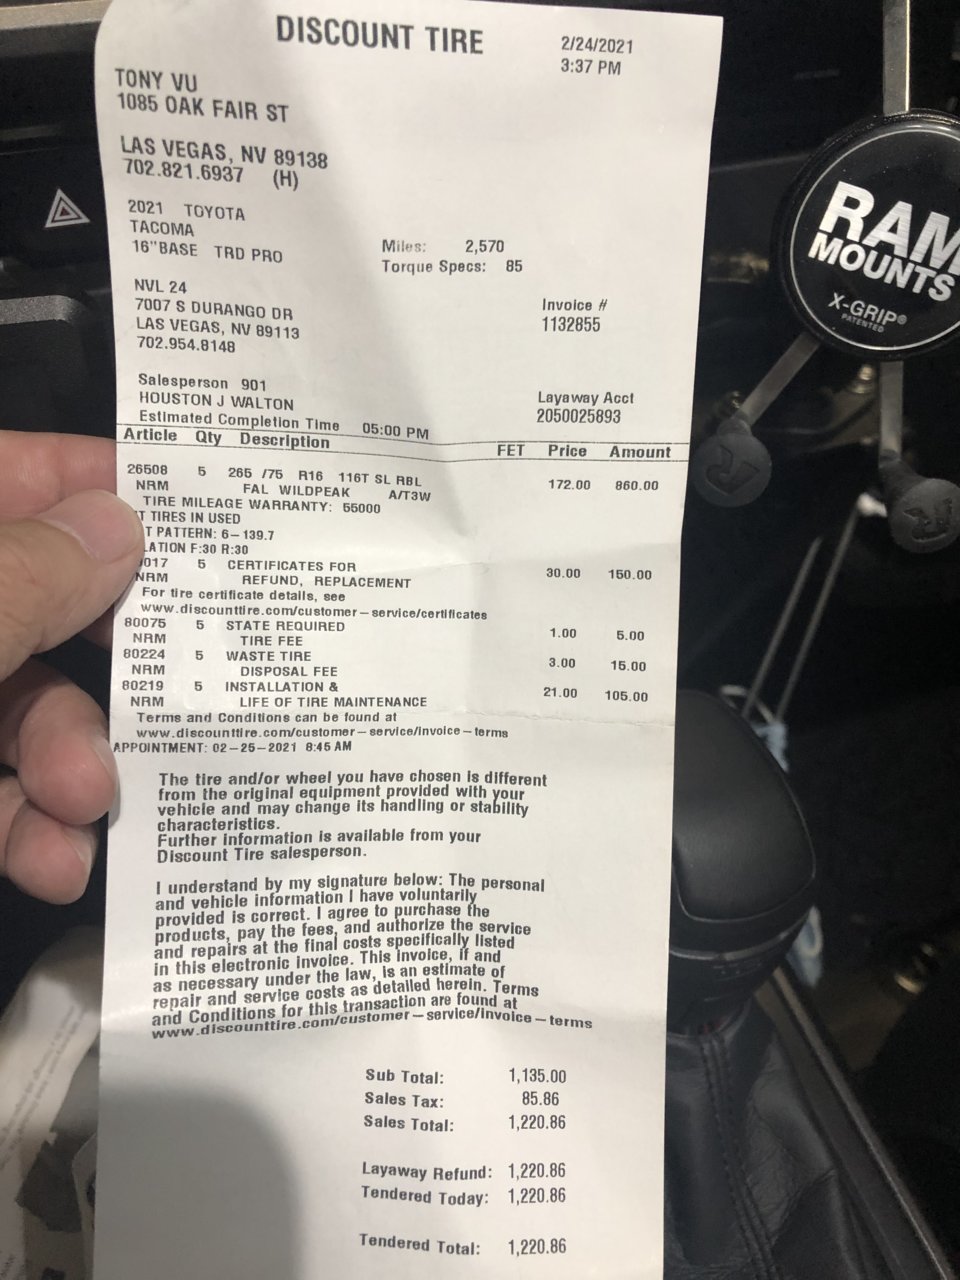 DISCOUNT TIRE
2/24/2021
3:37 PM
TONY VU
1085 OAK FAIR ST
LAS VEGAS, NV 89138
702.821.6937 (H)
2021 TOYOTA
TACOMA
16"BASE TRD PRO
Miles: 2,570
Torque Specs: 85
NVL 24
7007 S DURANGO DR
LAS VEGAS, NV 89113
702.954.8148
Invoice #
1132855
Salesperson 901
HOUSTON J WALTON
Estimated Completion Time 05:00 PM
Layaway Acct
2050025893
Article Qty Description FET Price Amount
26508 5 265 /75 R16 116T SL RBL 172.00 860.00
NRM FAL WILDPEAK A/T3W
TIRE MILEAGE WARRANTY: 55000
T TIRES IN USED
T PATTERN: 6-139.7
LATION F:30 R:30
017 5 CERTIFICATES FOR 30.00 150.00
NRM REFUND, REPLACEMENT
For tire certificate details, see
www.discounttire.com/customer-service/certificates
80075 5 STATE REQUIRED 1.00 5.00
NRM TIRE FEE
80224 5 WASTE TIRE 3.00 15.00
NRM DISPOSAL FEE
80219 5 INSTALLATION & 21.00 105.00
NRM LIFE OF TIRE MAINTENANCE
Terms and Conditions can be found at
www.discounttire.com/customer-service/invoice-terms
APPOINTMENT: 02-25-2021 8:45 AM
The tire and/or wheel you have chosen is different
from the original equipment provided with your
vehicle and may change its handling or stability
characteristics.
Further information is available from your
Discount Tire salesperson.
I understand by my signature below: The personal
and vehicle information I have voluntarily
provided is correct. I agree to purchase the
products, pay the fees, and authorize the service
and repairs at the final costs specifically listed
in this electronic invoice. This invoice, if and
as necessary under the law, is an estimate of
repair and service costs as detailed herein. Terms
and Conditions for this transaction are found at
www.discounttire.com/customer-service/invoice-terms
Sub Total: 1,135.00
Sales Tax: 85.86
Sales Total: 1,220.86
Layaway Refund: 1,220.86
Tendered Today: 1,220.86
Tendered Total: 1,220.86
RAM
MOUNTS
X-GRIP®
PATENTED